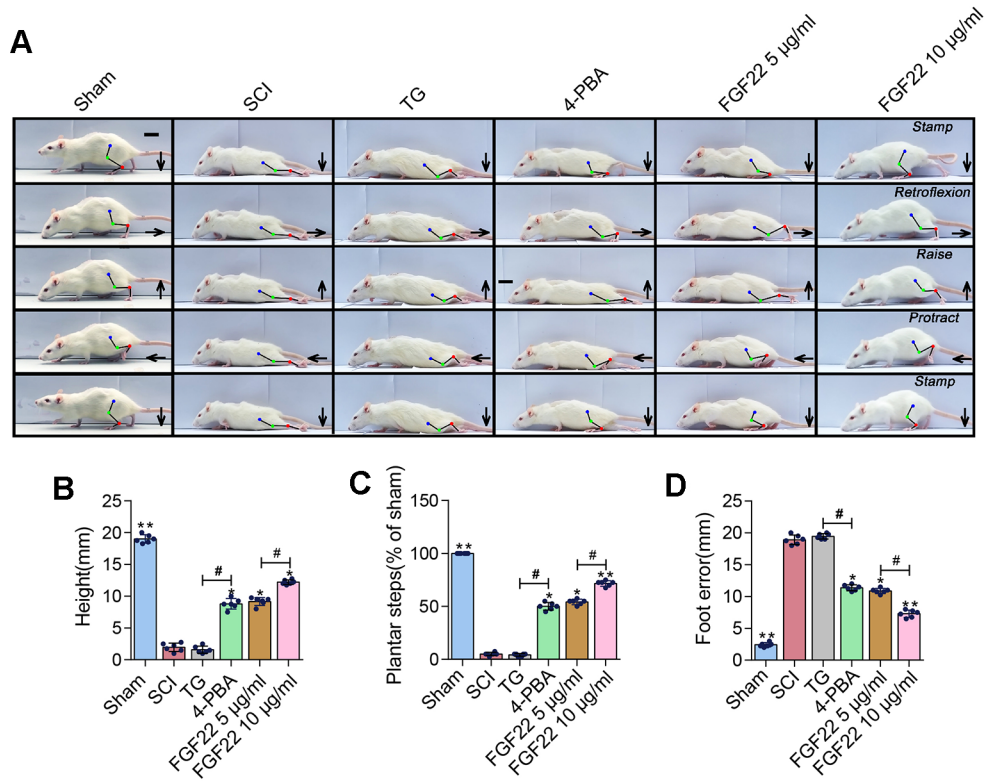 A
Sham
SCI
TG
4-PBA
FGF22 5 µg/ml
FGF22 10 µg/ml
Stamp
Retroflexion
Raise
Protract
Stamp
B
Height(mm)
25
20
15
10
5
0
**
*
*
*
#
#
Sham
SCI
TG
4-PBA
FGF22 5 µg/ml
FGF22 10 µg/ml
C
Plantar steps(% of sham)
150
100
50
0
**
*
*
**
#
#
Sham
SCI
TG
4-PBA
FGF22 5 µg/ml
FGF22 10 µg/ml
D
Foot error(mm)
25
20
15
10
5
0
**
*
*
**
#
#
Sham
SCI
TG
4-PBA
FGF22 5 µg/ml
FGF22 10 µg/ml